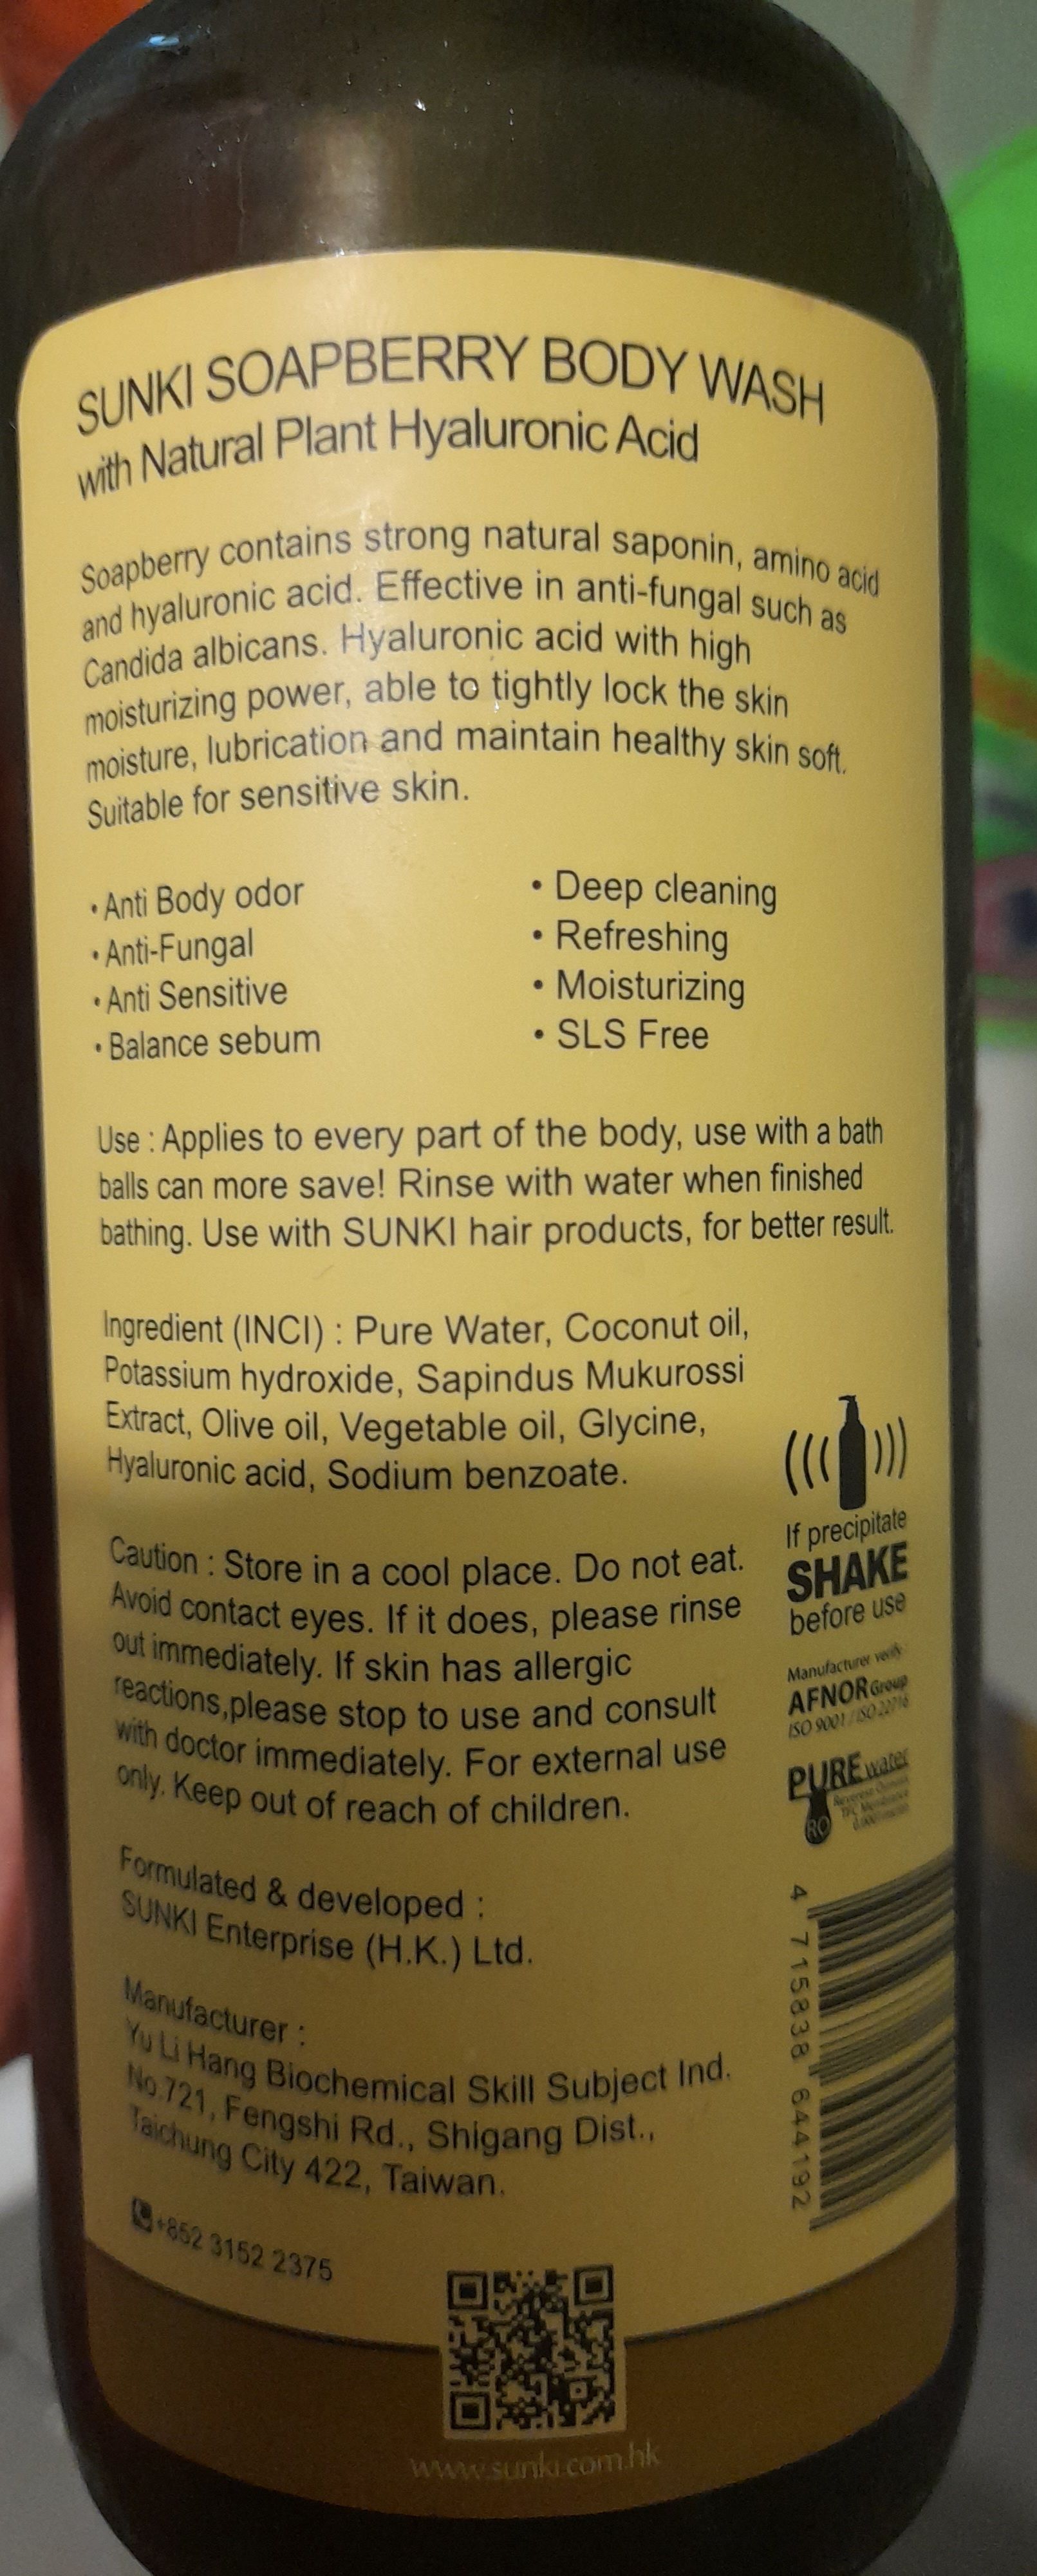 SUNKI SOAPBERRY BODY WASH
with Natural Plant Hyaluronic Acid
Soapberry contains strong natural saponin, amino acid
and hyaluronic acid. Effective in anti-fungal such as
Candida albicans. Hyaluronic acid with high
moisturizing power, able to tightly lock the skin
moisture, lubrication and maintain healthy skin soft.
Suitable for sensitive skin.
• Anti Body odor
• Anti-Fungal
• Anti Sensitive
• Balance sebum
• Deep cleaning
• Refreshing
• Moisturizing
• SLS Free
Use : Applies to every part of the body, use with a bath
balls can more save! Rinse with water when finished
bathing. Use with SUNKI hair products, for better result.
Ingredient (INCI) : Pure Water, Coconut oil,
Potassium hydroxide, Sapindus Mukurossi
Extract, Olive oil, Vegetable oil, Glycine,
Hyaluronic acid, Sodium benzoate.
Caution : Store in a cool place. Do not eat.
Avoid contact eyes. If it does, please rinse
out immediately. If skin has allergic
reactions,please stop to use and consult
with doctor immediately. For external use
only. Keep out of reach of children.
Formulated & developed :
SUNKI Enterprise (H.K.) Ltd.
Manufacturer :
Yu Li Hang Biochemical Skill Subject Ind.
No.721, Fengshi Rd., Shigang Dist.,
Taichung City 422, Taiwan.
+852 3152 2375
If precipitate
SHAKE
before use
Manufacturer verify
AFNOR Group
ISO 9001 / ISO 22716
PURE water
RO
4 715838 644192
www.sunki.com.hk